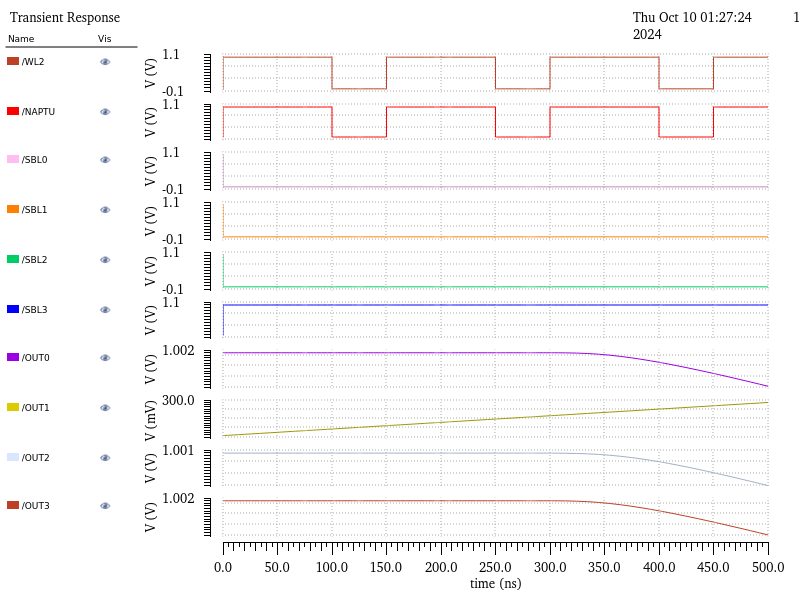 Transient Response
Thu Oct 10 01:27:24 1
2024
Name Vis
/WL2
V (V)
1.1
-0.1
/NAPTU
V (V)
1.1
/SBL0
V (V)
1.1
-0.1
/SBL1
V (V)
1.1
-0.1
/SBL2
V (V)
1.1
-0.1
/SBL3
V (V)
1.1
/OUT0
V (V)
1.002
/OUT1
V (mV)
300.0
/OUT2
V (V)
1.001
/OUT3
V (V)
1.002
0.0 50.0 100.0 150.0 200.0 250.0 300.0 350.0 400.0 450.0 500.0
time (ns)